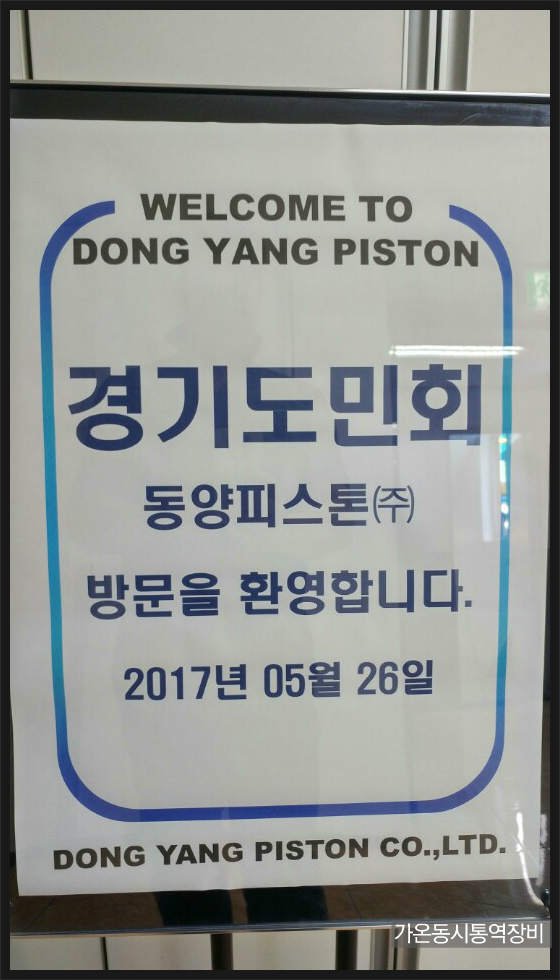 WELCOME TO
DONG YANG PISTON
경기도민회
동양피스톤㈜
방문을 환영합니다.
2017년 05월 26일
DONG YANG PISTON CO.,LTD.
가온동시통역장비